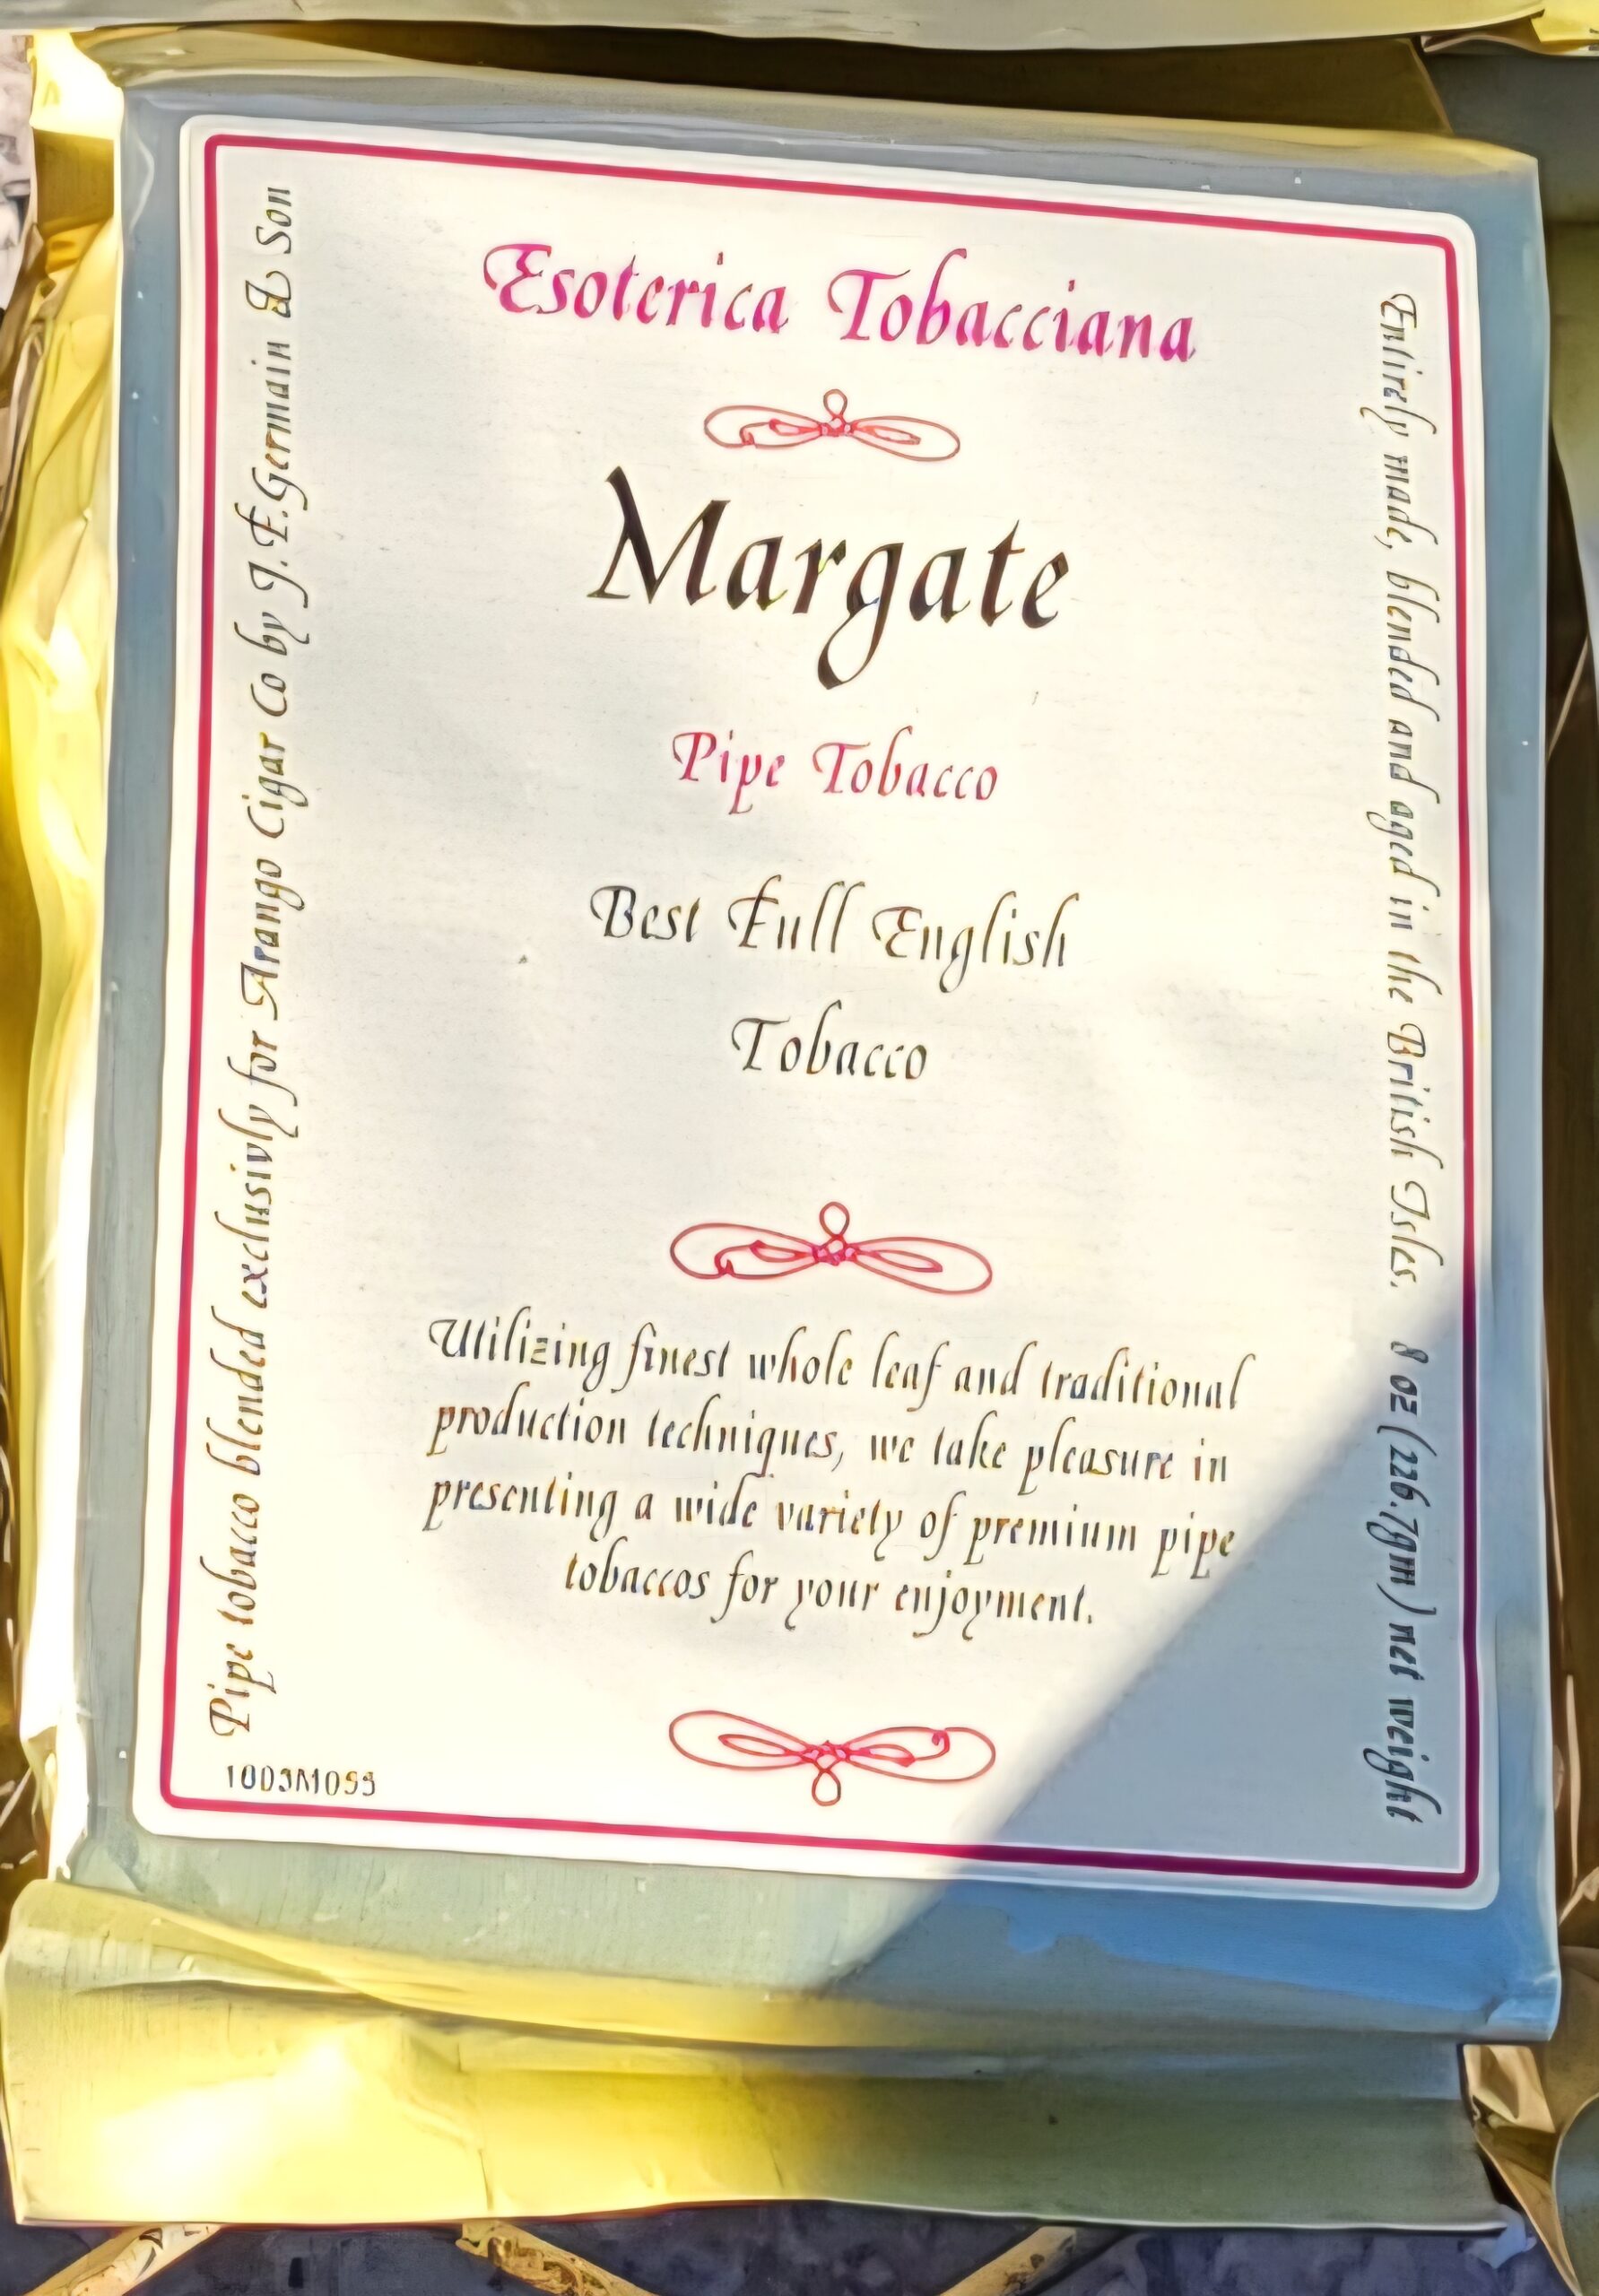 Esoterica Tobacciana
Margate
Pipe Tobacco
Best Full English
Tobacco
Utilizing finest whole leaf and traditional
production techniques, we take pleasure in
presenting a wide variety of premium pipe
tobaccos for your enjoyment.
Pipe tobacco blended exclusivly for Arango Cigar Co by J.F.Germain & Son
Entirely made, blended and aged in the British Isles. 8 oz (226.7gm) net weight